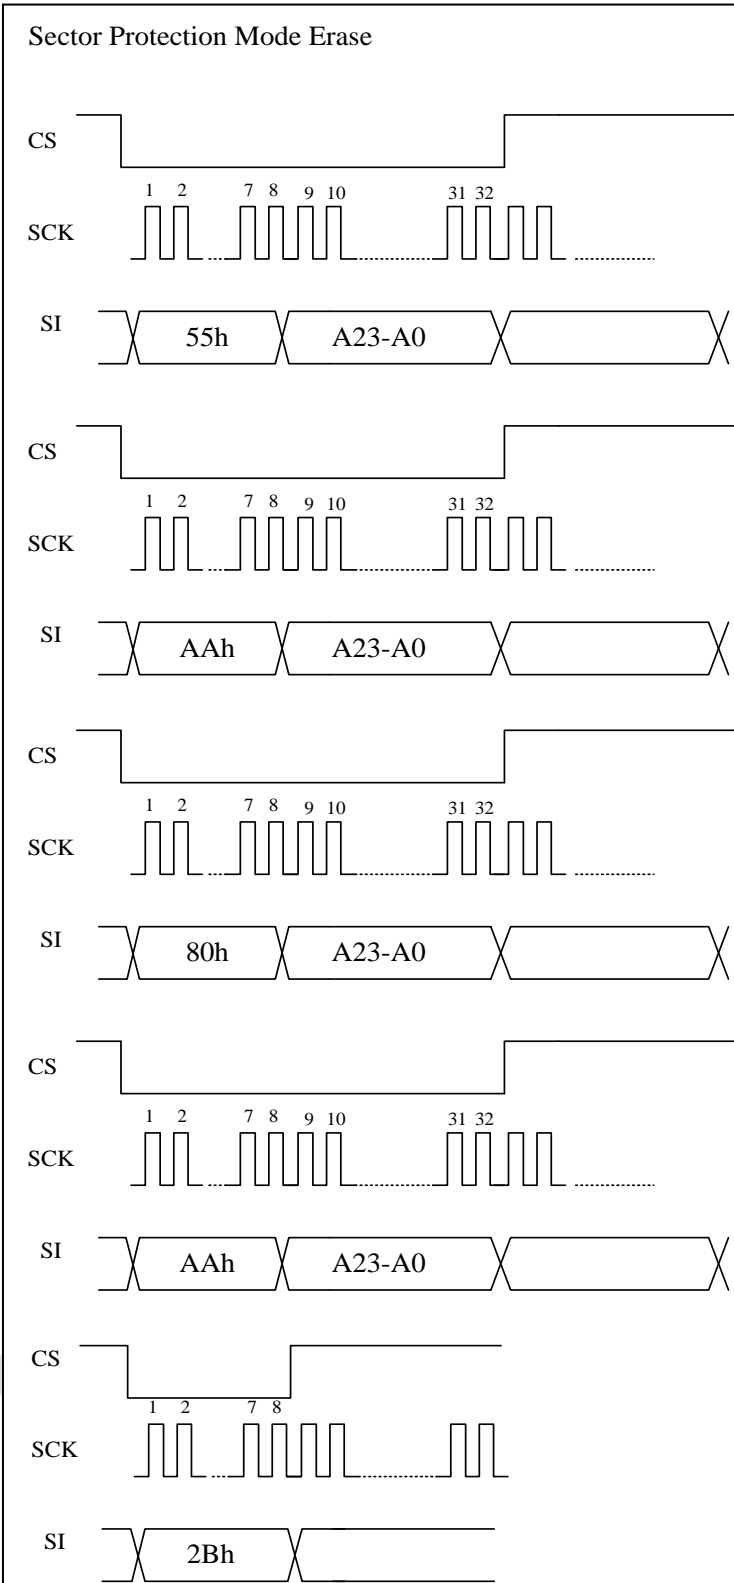 Sector Protection Mode Erase
CS
1 2 7 8 9 10 31 32
SCK
SI 55h A23-A0
CS
1 2 7 8 9 10 31 32
SCK
SI AAh A23-A0
CS
1 2 7 8 9 10 31 32
SCK
SI 80h A23-A0
CS
1 2 7 8 9 10 31 32
SCK
SI AAh A23-A0
CS
1 2 7 8
SCK
SI 2Bh